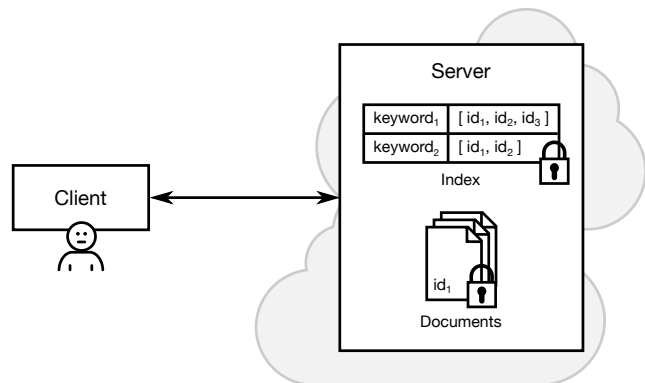 Server
keyword₁ [ id₁, id₂, id₃ ]
keyword₂ [ id₁, id₂ ]
Index
Client
id₁
Documents